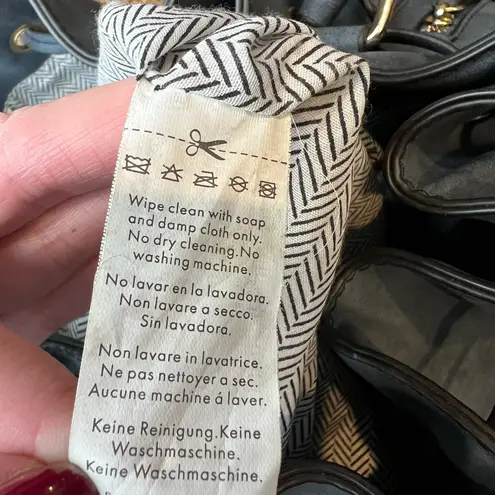 Wipe clean with soap
and damp cloth only.
No dry cleaning.No
washing machine.
No lavar en la lavadora.
Non lavare a secco.
Sin lavadora.
Non lavare in lavatrice.
Ne pas nettoyer a sec.
Aucune machine á laver.
Keine Reinigung.Keine
Waschmaschine.
Keine Waschmaschine.